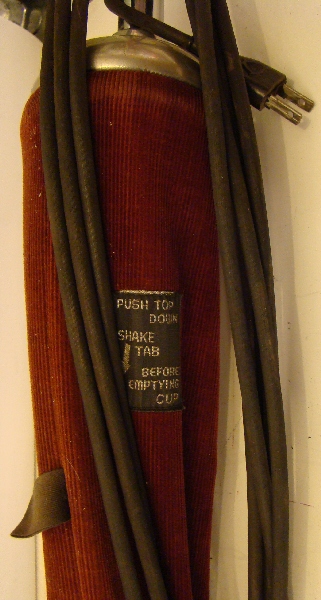 PUSH TOP
DOWN
SHAKE
TAB
BEFORE
EMPTYING
CUP